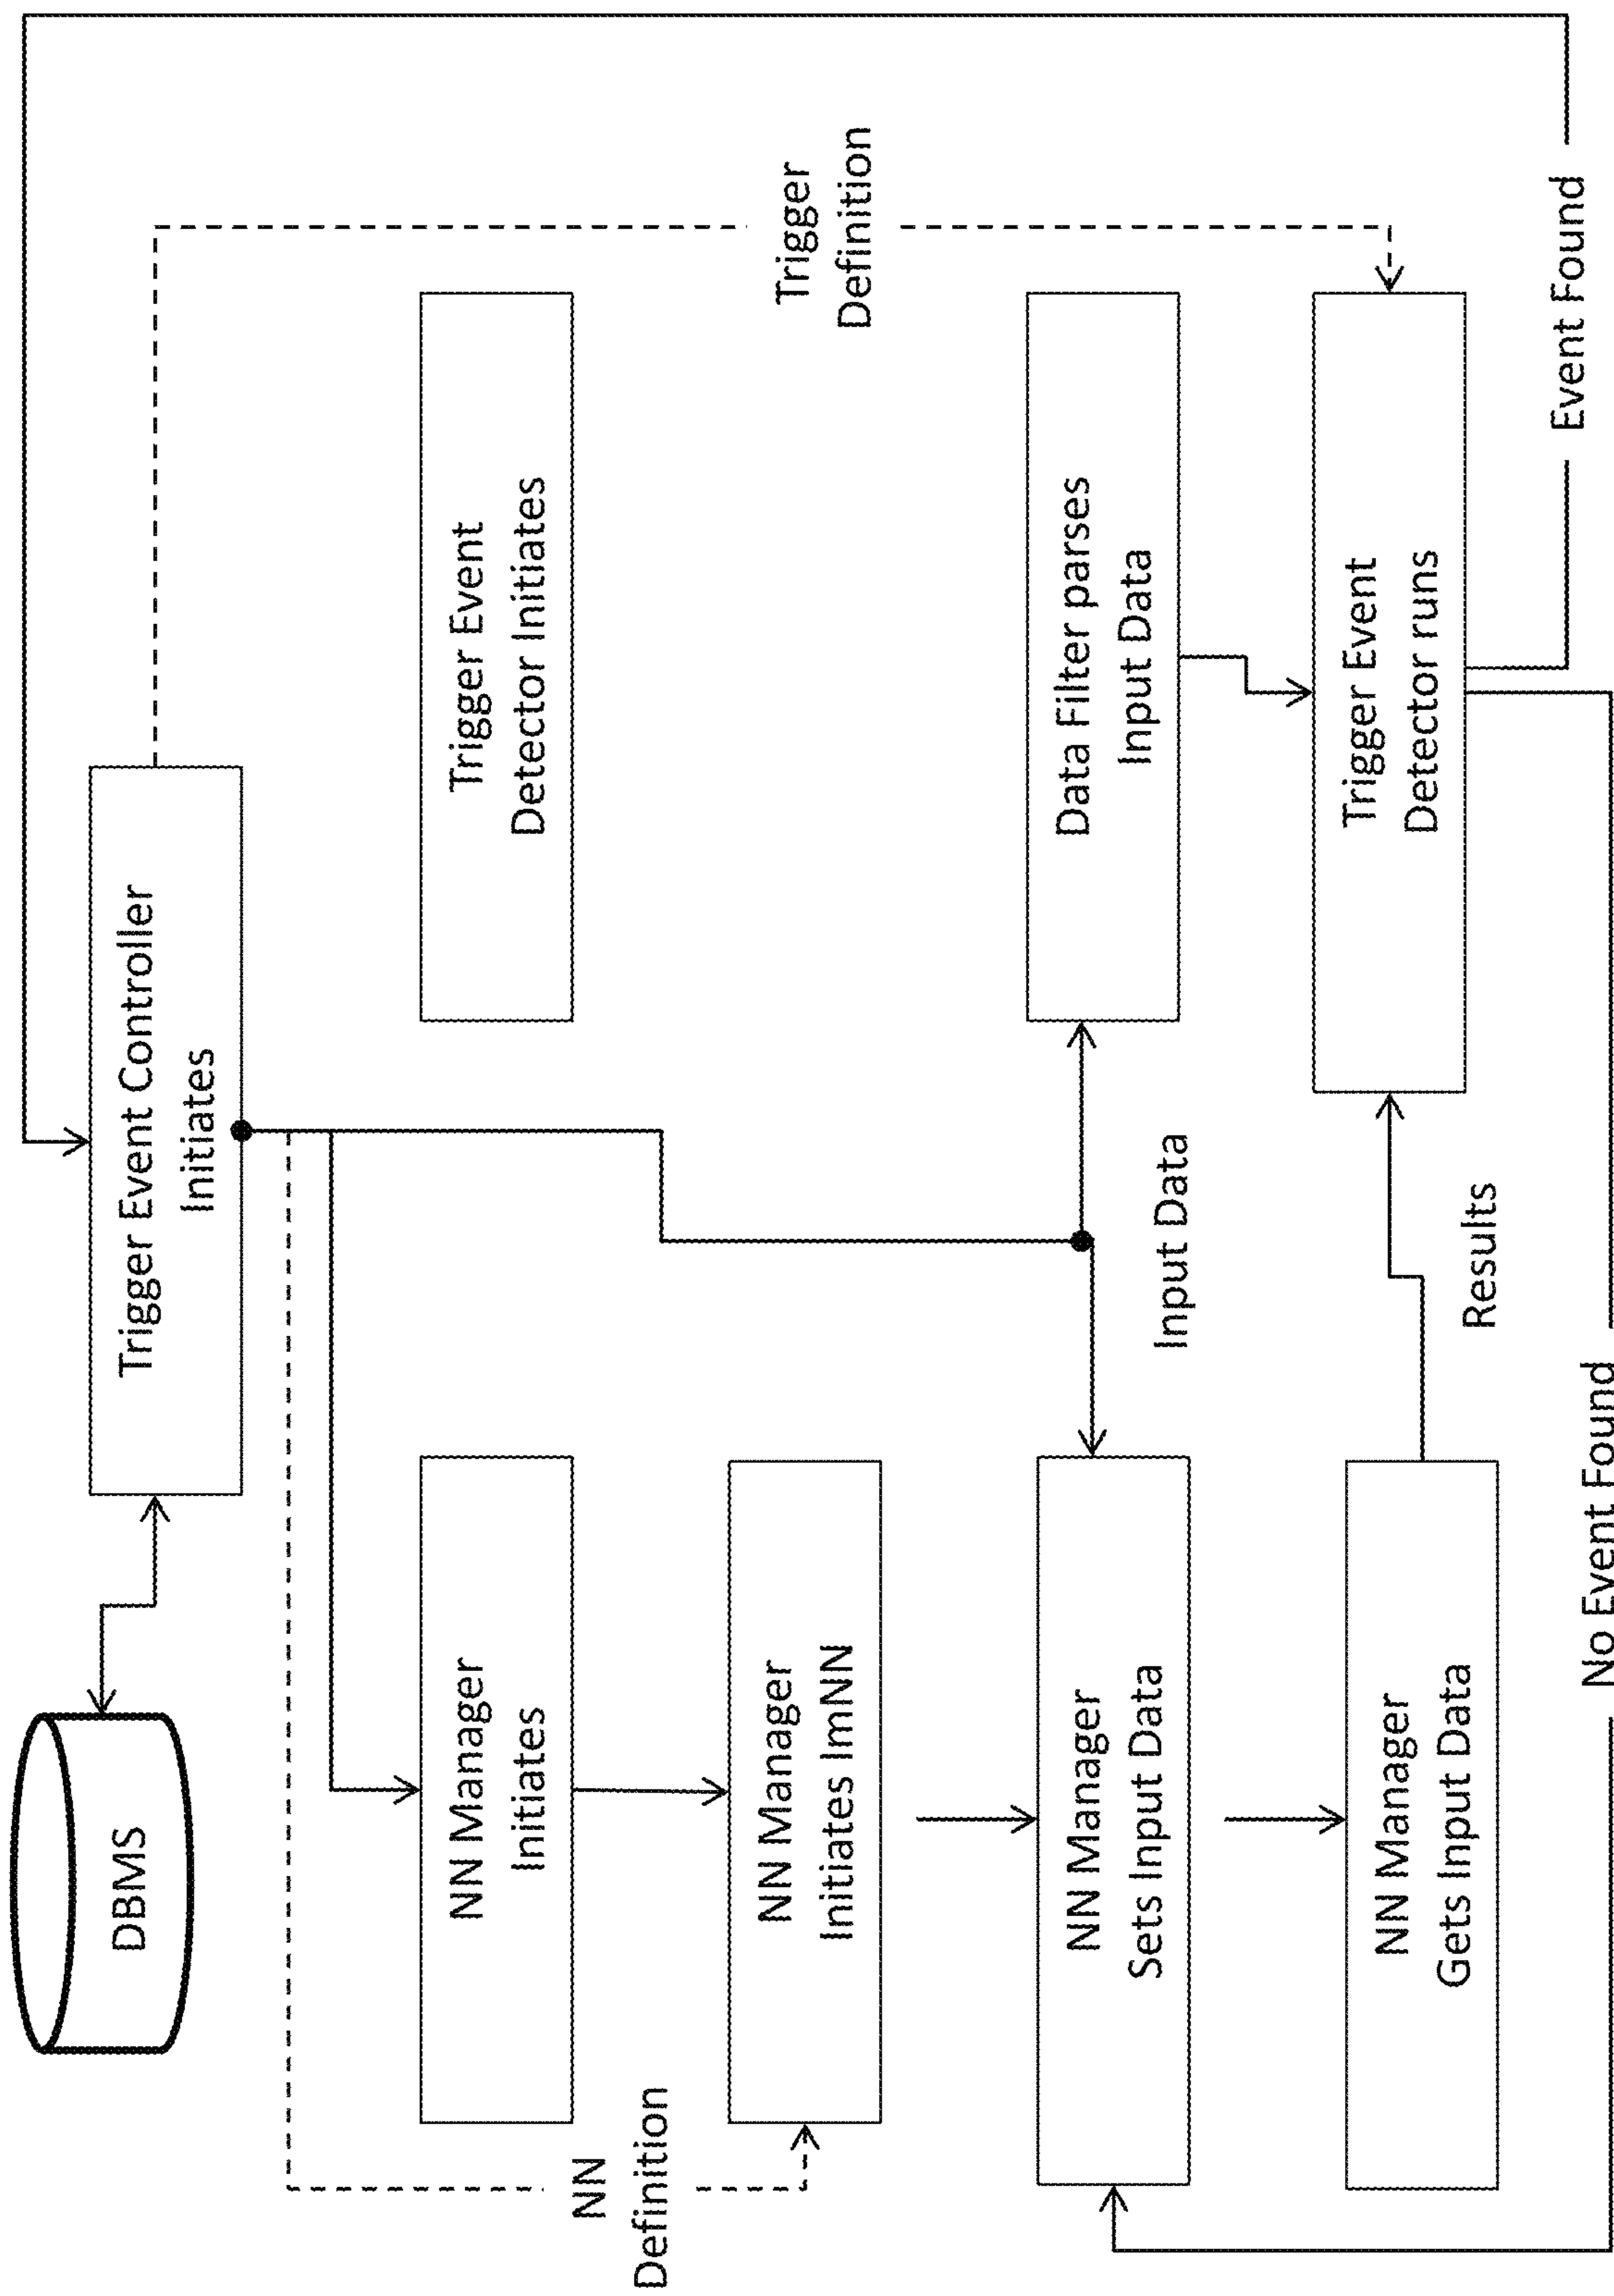 DBMS
Trigger Event Controller
Initiates
NN Manager
Initiates
Trigger Event
Detector Initiates
NN
Definition
NN Manager
Initiates ImNN
Trigger
Definition
NN Manager
Sets Input Data
Input Data
Data Filter parses
Input Data
NN Manager
Gets Input Data
Results
Trigger Event
Detector runs
No Event Found
Event Found